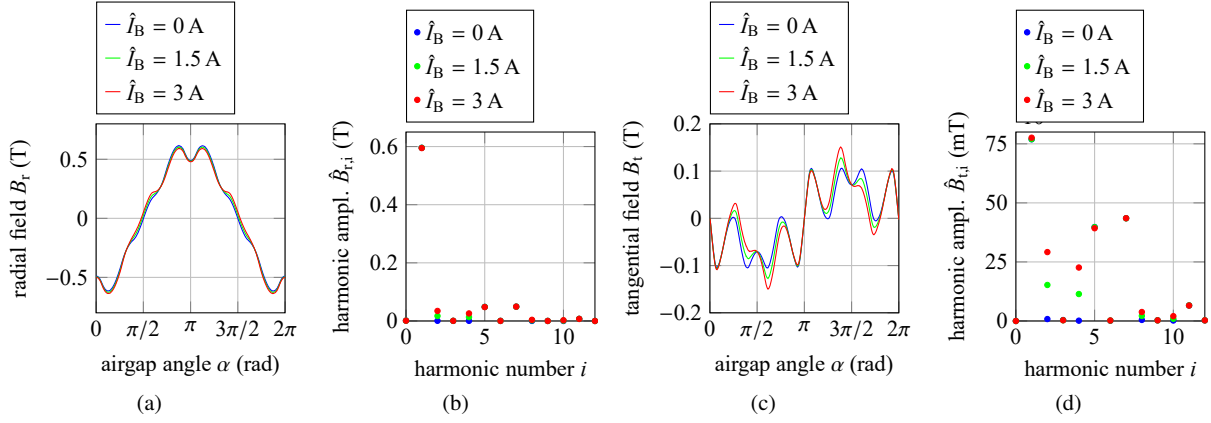 Î_B = 0 A
Î_B = 1.5 A
Î_B = 3 A
radial field B_r (T)
0.5
0
−0.5
0
π/2
π
3π/2
2π
airgap angle α (rad)
(a)
Î_B = 0 A
Î_B = 1.5 A
Î_B = 3 A
harmonic ampl. B̂_r,i (T)
0.6
0.4
0.2
0
0
5
10
harmonic number i
(b)
Î_B = 0 A
Î_B = 1.5 A
Î_B = 3 A
tangential field B_t (T)
0.2
0.1
0
−0.1
−0.2
0
π/2
π
3π/2
2π
airgap angle α (rad)
(c)
Î_B = 0 A
Î_B = 1.5 A
Î_B = 3 A
harmonic ampl. B̂_t,i (mT)
75
50
25
0
0
5
10
harmonic number i
(d)